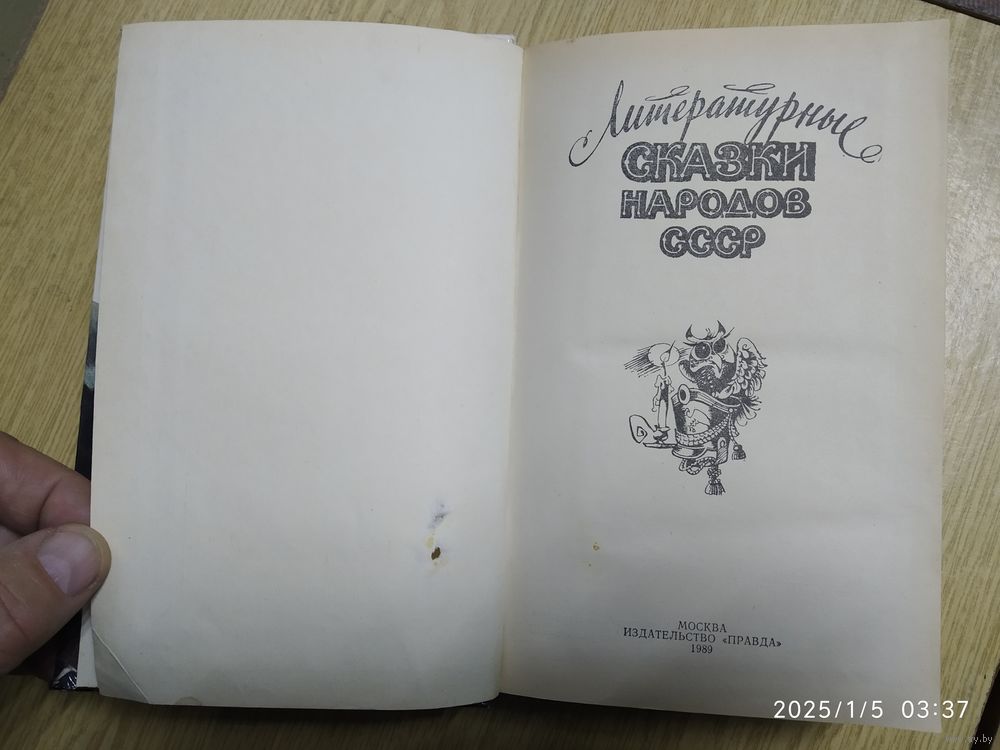 Литературные
СКАЗКИ
НАРОДОВ
СССР
МОСКВА
ИЗДАТЕЛЬСТВО «ПРАВДА»
1989
2025/1/5 03:37